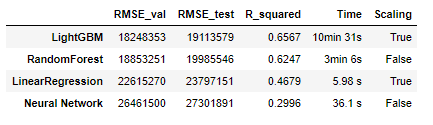 RMSE_val RMSE_test R_squared Time Scaling
LightGBM 18248353 19113579 0.6567 10min 31s True
RandomForest 18853251 19985546 0.6247 3min 6s False
LinearRegression 22615270 23797151 0.4679 5.98 s True
Neural Network 26461500 27301891 0.2996 36.1 s False